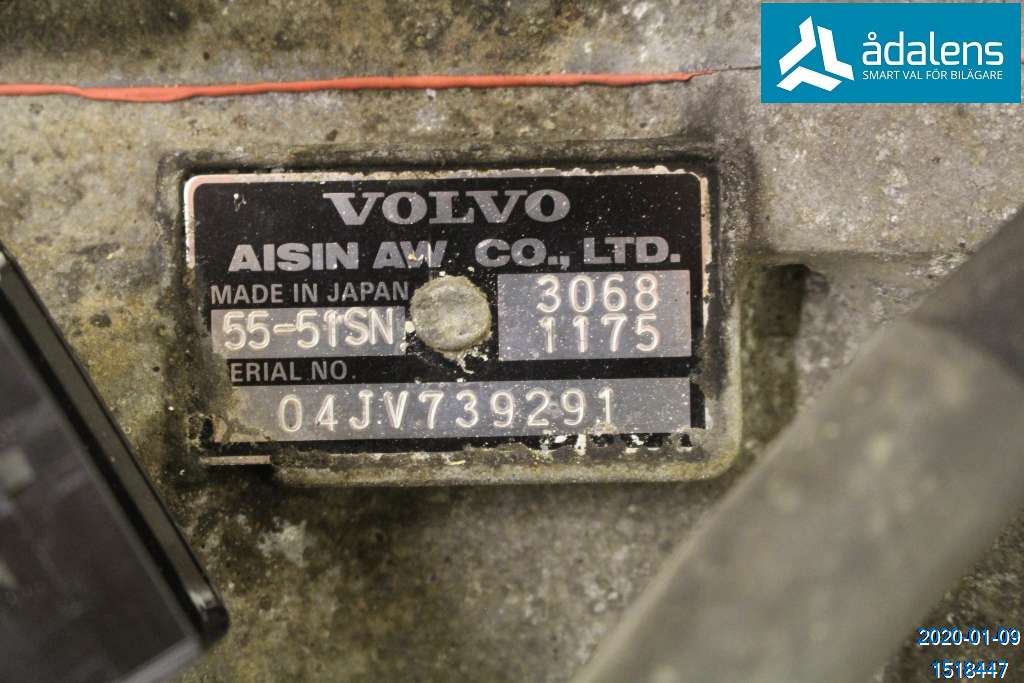 ådalens
SMART VAL FÖR BILÄGARE
VOLVO
AISIN AW CO., LTD.
MADE IN JAPAN
3068
55-51SN
1175
ERIAL NO.
04JV739291
2020-01-09
1518447